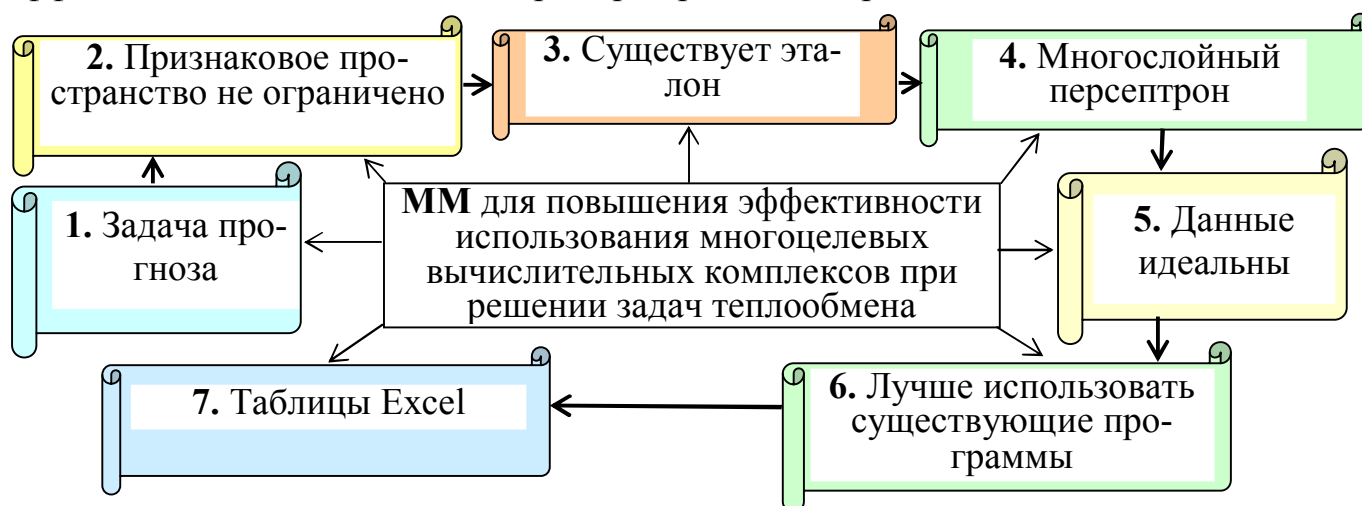 2. Признаковое про-
странство не ограничено
3. Существует эта-
лон
4. Многослойный
персептрон
1. Задача про-
гноза
ММ для повышения эффективности
использования многоцелевых
вычислительных комплексов при
решении задач теплообмена
5. Данные
идеальны
7. Таблицы Excel
6. Лучше использовать
существующие про-
граммы